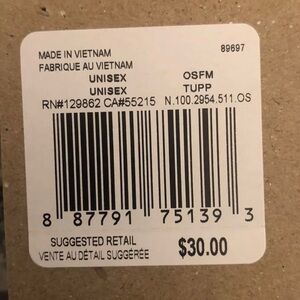 MADE IN VIETNAM 89697
FABRIQUE AU VIETNAM
UNISEX OSFM
UNISEX TUPP
RN#129862 CA#55215 N.100.2954.511.OS
8 87791 75139 3
SUGGESTED RETAIL
VENTE AU DÉTAIL SUGGÉRÉE $30.00